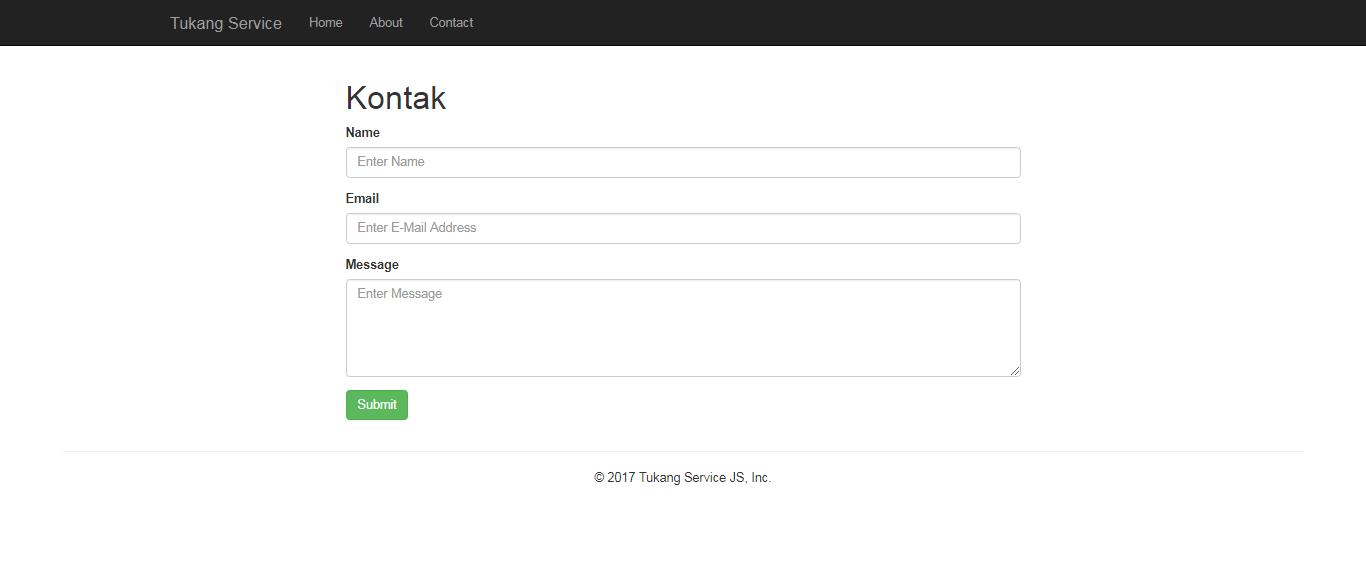 Tukang Service Home About Contact
Kontak
Name
Enter Name
Email
Enter E-Mail Address
Message
Enter Message
Submit
© 2017 Tukang Service JS, Inc.